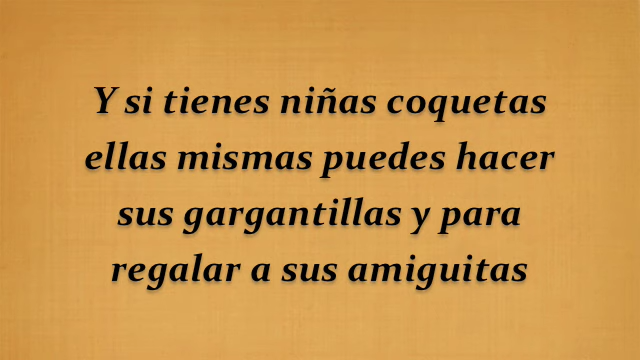 Y si tienes niñas coquetas
ellas mismas puedes hacer
sus gargantillas y para
regalar a sus amiguitas